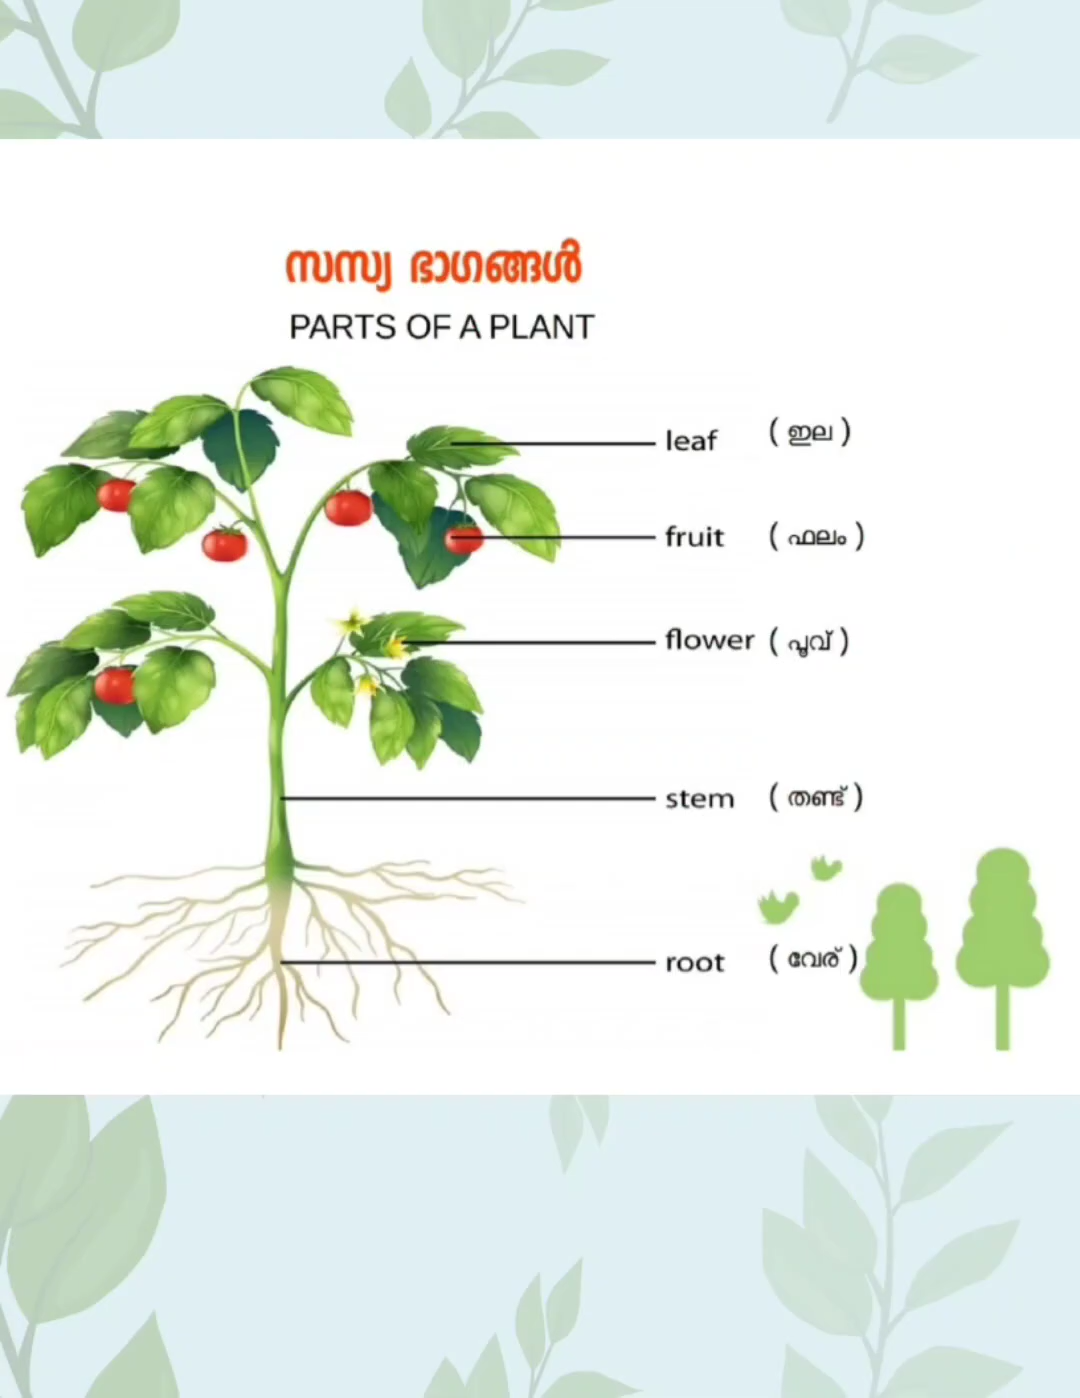 സസ്യ ഭാഗങ്ങൾ
PARTS OF A PLANT
leaf ( ഇല )
fruit ( ഫലം )
flower ( പൂവ് )
stem ( തണ്ട് )
root ( വേര് )